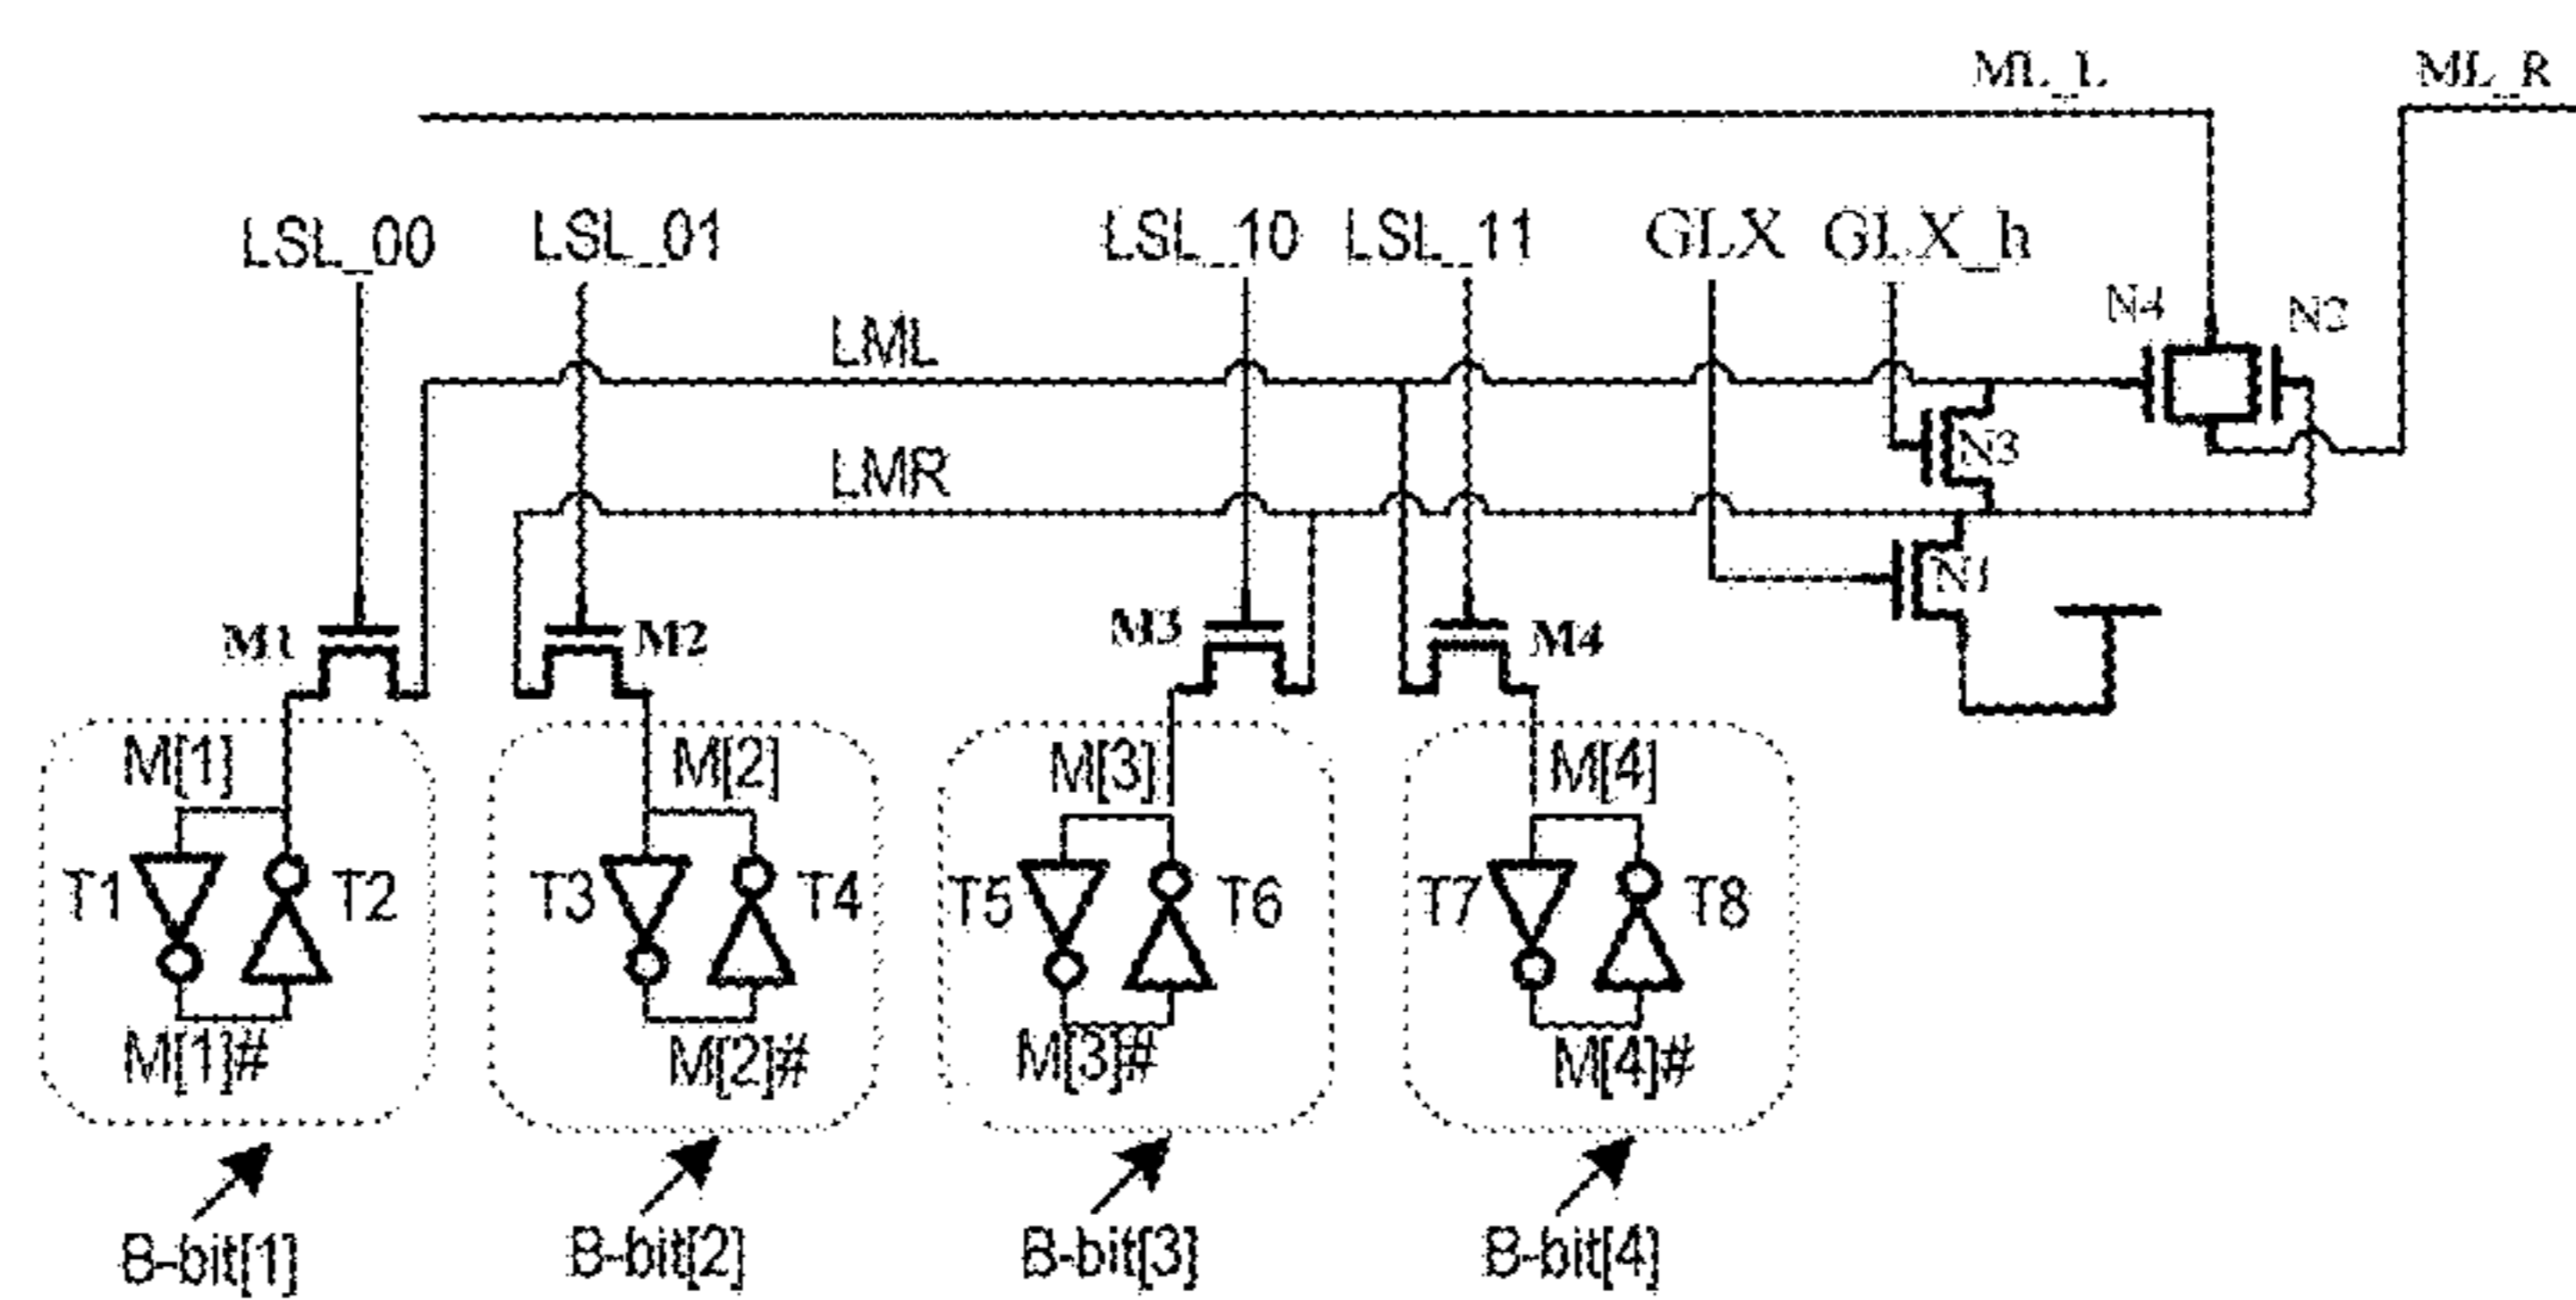 ML_L ML_R
LSL_00 LSL_01 LSL_10 LSL_11 GLX GLX_h
N4 N2
LML
LMR
N3
N1
M1 M2 M3 M4
M[1] M[2] M[3] M[4]
T1 T2 T3 T4 T5 T6 T7 T8
M[1]# M[2]# M[3]# M[4]#
B-bit[1] B-bit[2] B-bit[3] B-bit[4]